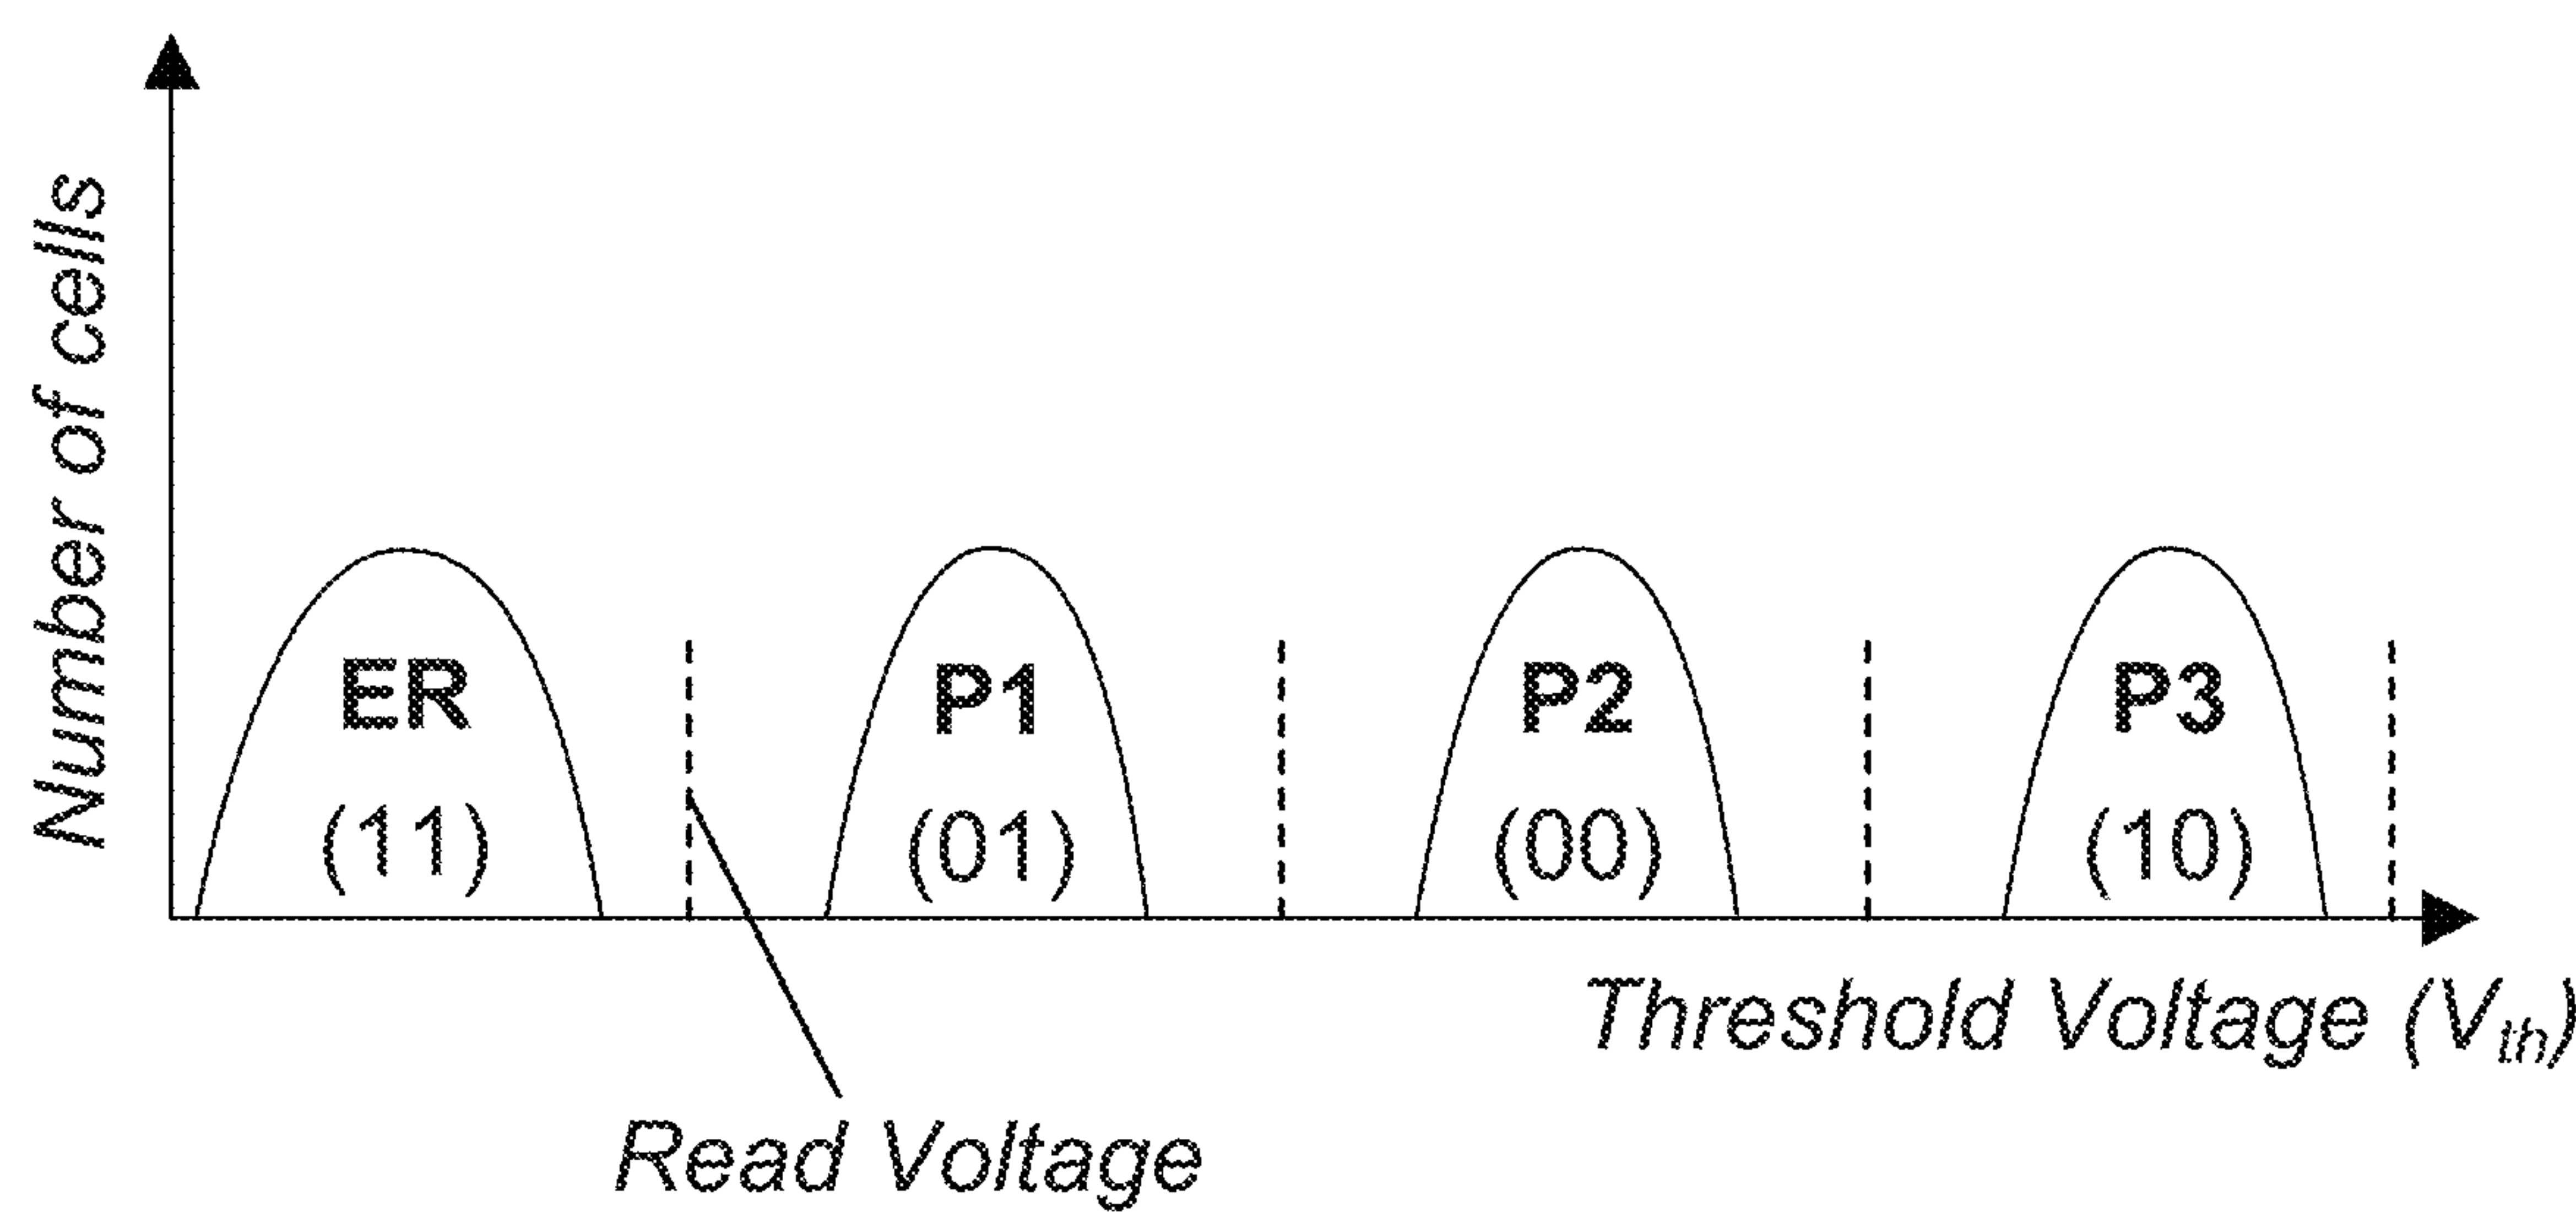 Number of cells
ER
(11)
P1
(01)
P2
(00)
P3
(10)
Threshold Voltage (Vth)
Read Voltage